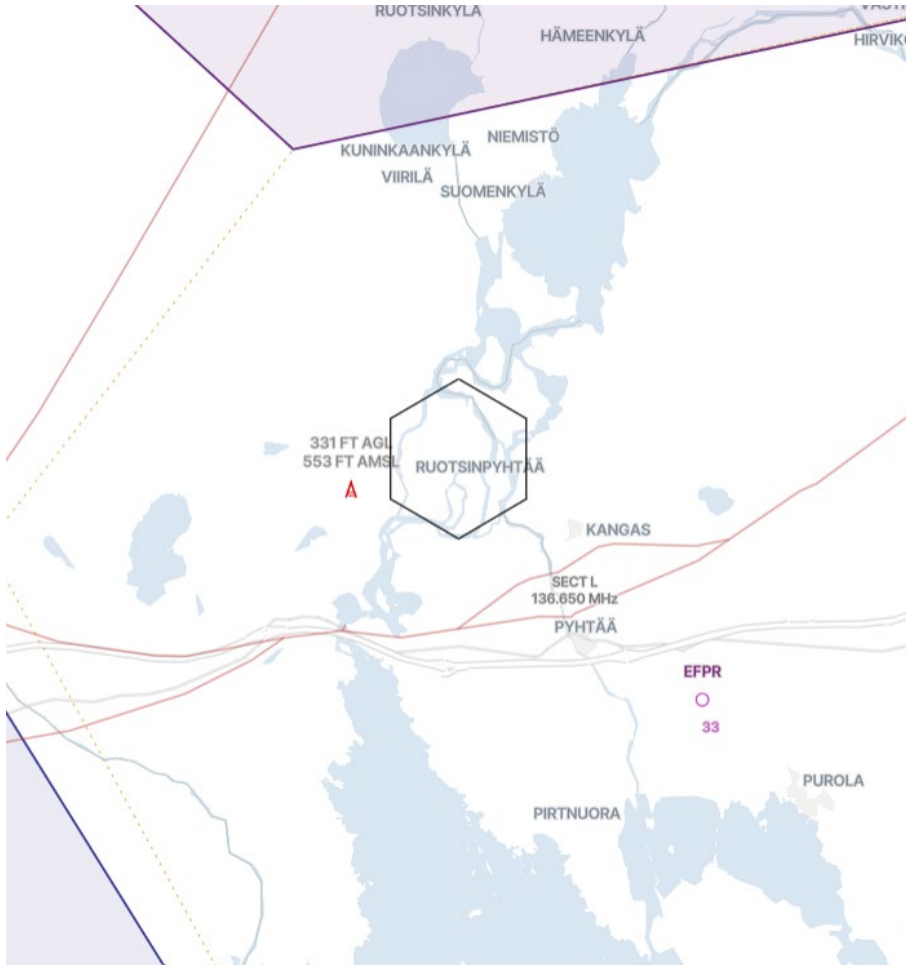 RUOTSINKYLÄ
HÄMEENKYLÄ
NIEMISTÖ
KUNINKAANKYLÄ
VIIRILÄ
SUOMENKYLÄ
331 FT AGL
553 FT AMSL
RUOTSINPYHTÄÄ
KANGAS
SECT L
136.650 MHz
PYHTÄÄ
EFPR
33
PUROLA
PIRTNUORA